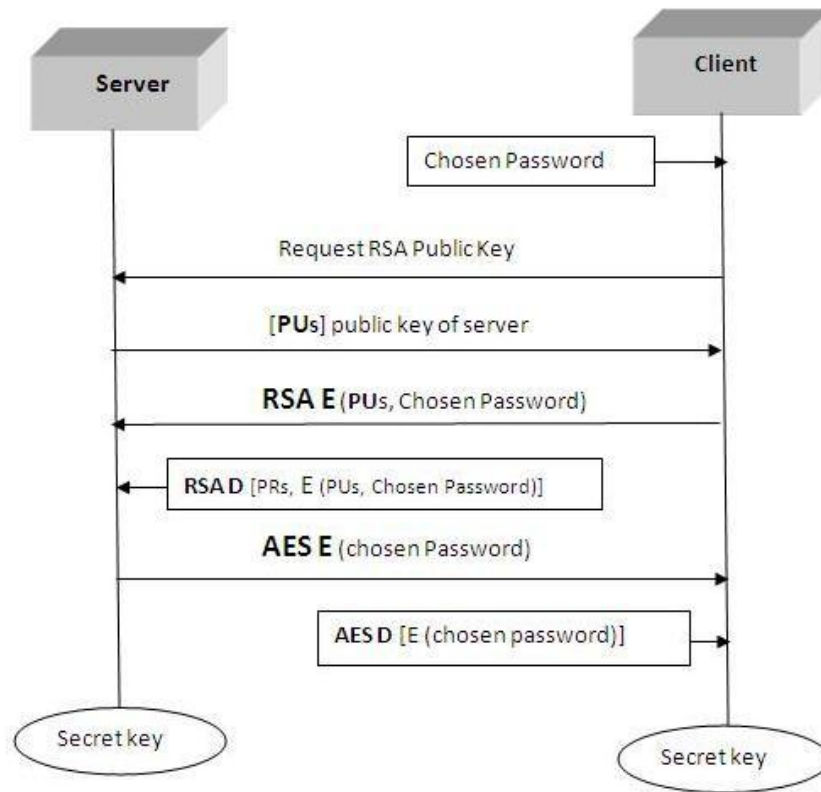 Server
Client
Chosen Password
Request RSA Public Key
[PUs] public key of server
RSA E (PUs, Chosen Password)
RSA D [PRs, E (PUs, Chosen Password)]
AES E (chosen Password)
AES D [E (chosen password)]
Secret key
Secret key